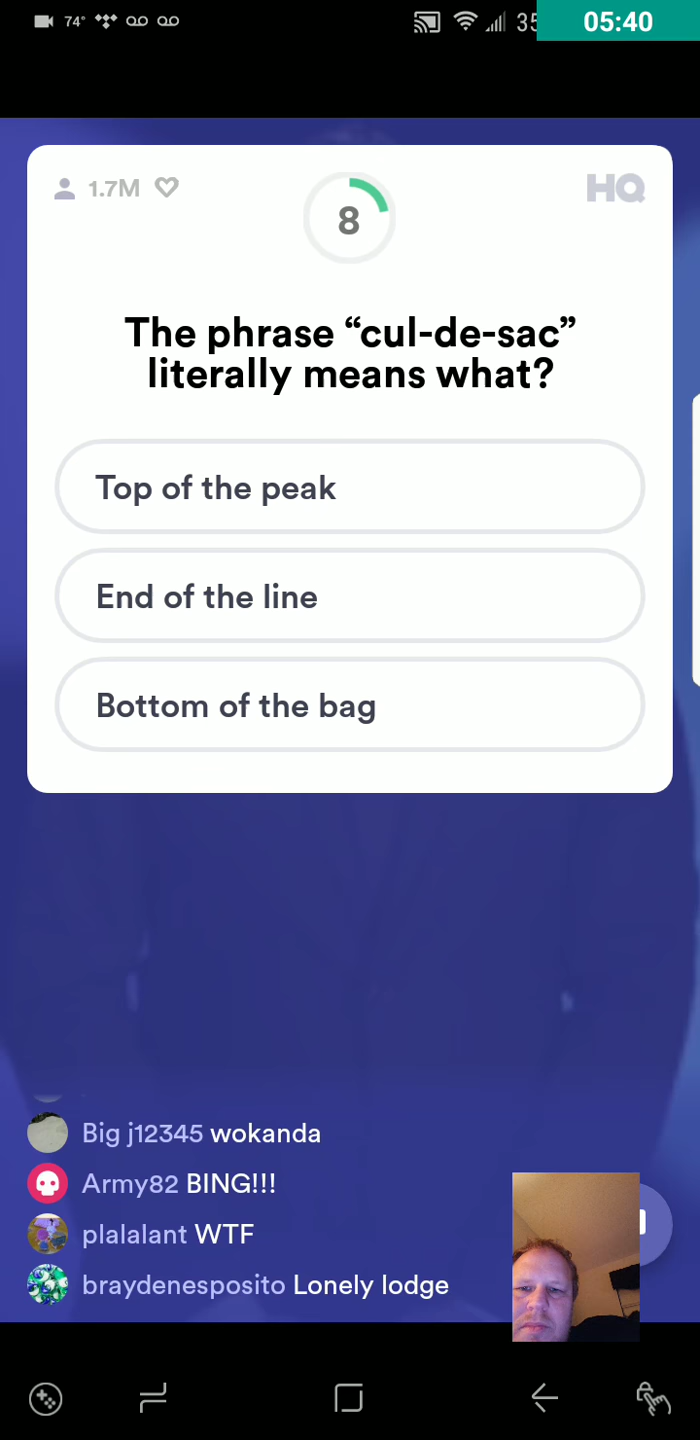 74° 35 05:40
1.7M 8 HQ
The phrase “cul-de-sac”
literally means what?
Top of the peak
End of the line
Bottom of the bag
Big j12345 wokanda
Army82 BING!!!
plalalant WTF
braydenesposito Lonely lodge